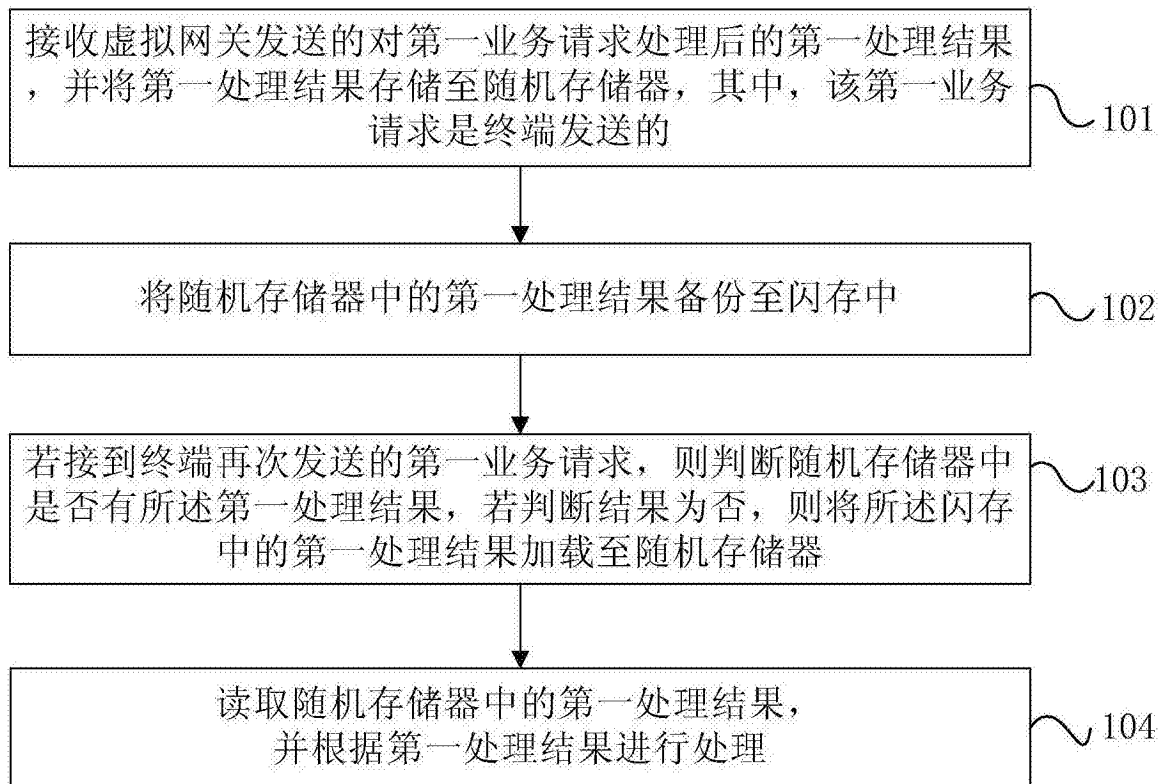 接收虚拟网关发送的对第一业务请求处理后的第一处理结果
，并将第一处理结果存储至随机存储器，其中，该第一业务
请求是终端发送的
101
将随机存储器中的第一处理结果备份至闪存中
102
若接到终端再次发送的第一业务请求，则判断随机存储器中
是否有所述第一处理结果，若判断结果为否，则将所述闪存
中的第一处理结果加载至随机存储器
103
读取随机存储器中的第一处理结果，
并根据第一处理结果进行处理
104